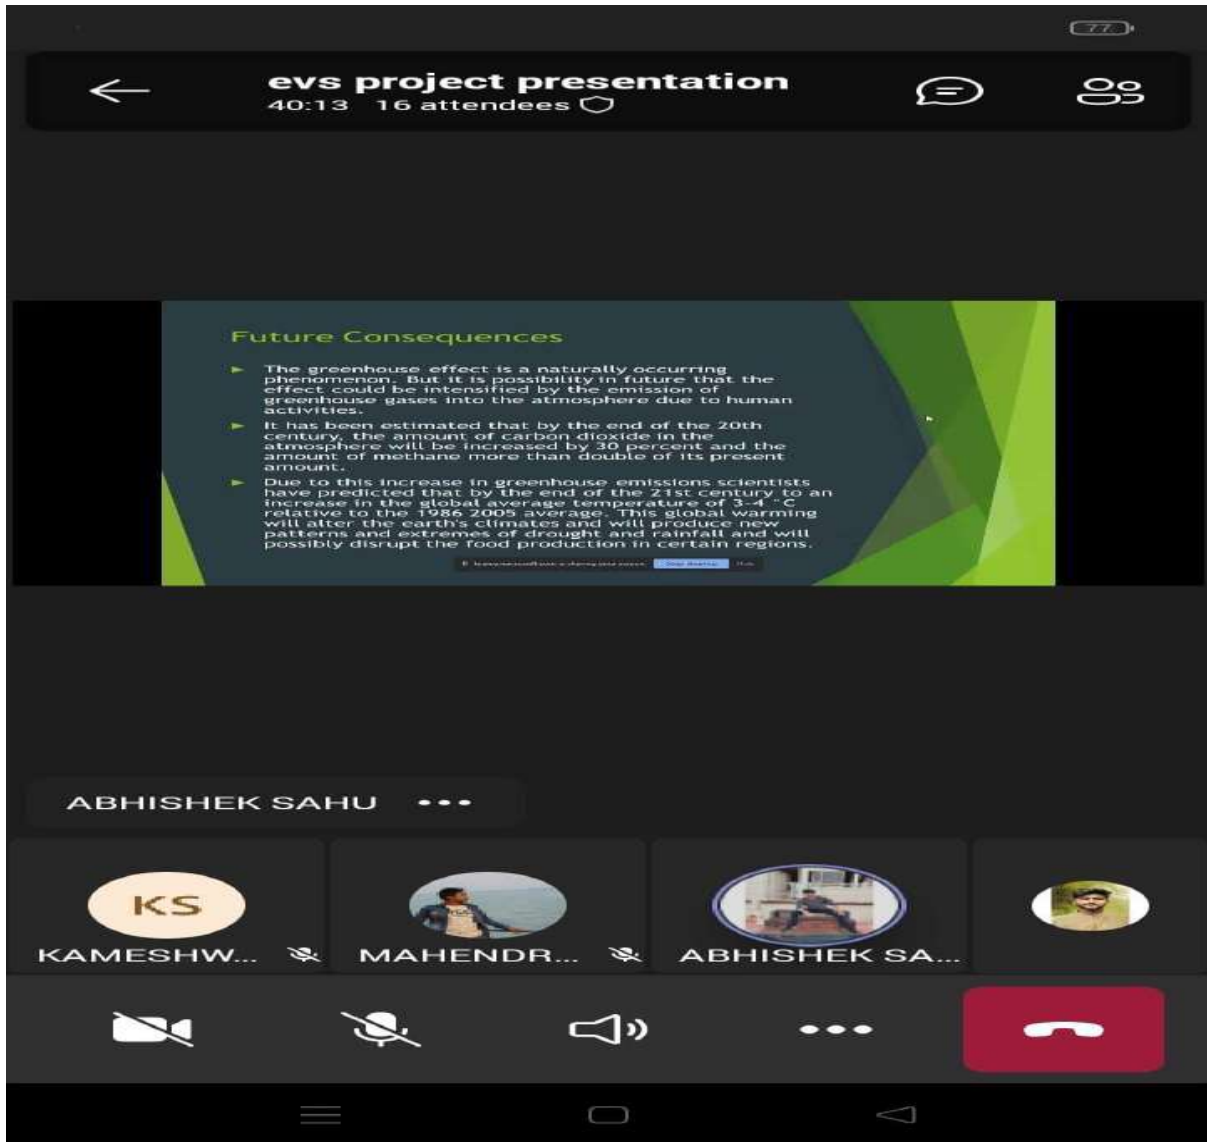 77
evs project presentation
40:13 16 attendees
Future Consequences
The greenhouse effect is a naturally occurring
phenomenon. But it is possibility in future that the
effect could be intensified by the emission of
greenhouse gases into the atmosphere due to human
activities.
It has been estimated that by the end of the 20th
century, the amount of carbon dioxide in the
atmosphere will be increased by 30 percent and the
amount of methane more than double of its present
amount.
Due to this increase in greenhouse emissions scientists
have predicted that by the end of the 21st century to an
increase in the global average temperature of 3-4 °C
relative to the 1986 2005 average. This global warming
will alter the earth's climates and will produce new
patterns and extremes of drought and rainfall and will
possibly disrupt the food production in certain regions.
Stop sharing Hide
ABHISHEK SAHU
KS
KAMESHW... MAHENDR... ABHISHEK SA...